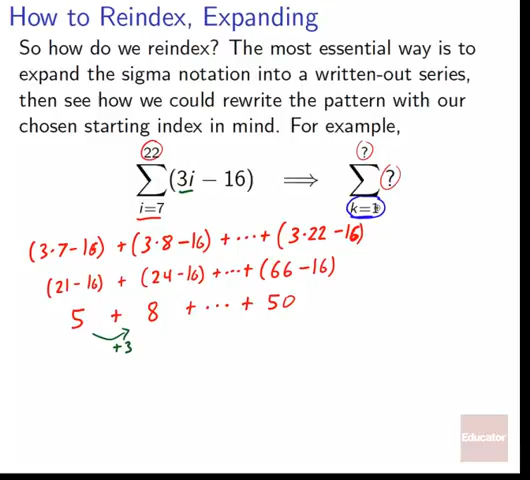 How to Reindex, Expanding
So how do we reindex? The most essential way is to
expand the sigma notation into a written-out series,
then see how we could rewrite the pattern with our
chosen starting index in mind. For example,
22 ?
∑(3i − 16) ⟹ ∑ ?
i=7 k=1
(3·7−16) + (3·8−16) + ··· + (3·22−16)
(21−16) + (24−16) + ··· + (66−16)
5 + 8 + ··· + 50
+3
Educator